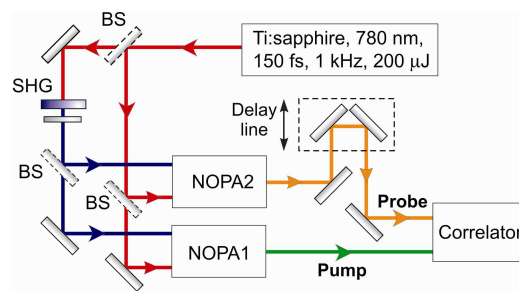 BS
Ti:sapphire, 780 nm,
150 fs, 1 kHz, 200 μJ
SHG
Delay
line
BS
NOPA2
BS
Probe
Correlator
NOPA1
Pump